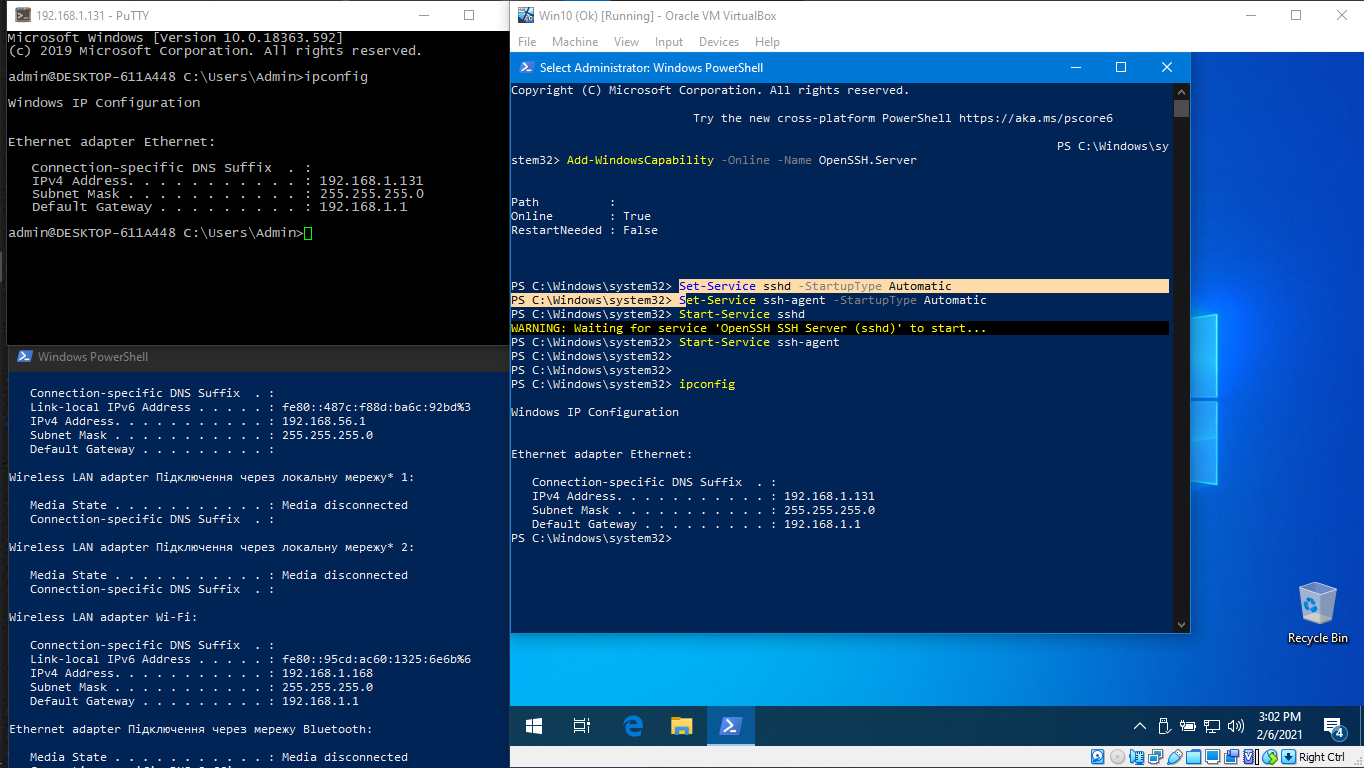 192.168.1.131 - PuTTY
Microsoft Windows [Version 10.0.18363.592]
(c) 2019 Microsoft Corporation. All rights reserved.
admin@DESKTOP-611A448 C:\Users\Admin>ipconfig
Windows IP Configuration
Ethernet adapter Ethernet:
Connection-specific DNS Suffix  . :
IPv4 Address. . . . . . . . . . . : 192.168.1.131
Subnet Mask . . . . . . . . . . . : 255.255.255.0
Default Gateway . . . . . . . . . : 192.168.1.1
admin@DESKTOP-611A448 C:\Users\Admin>
Windows PowerShell
Connection-specific DNS Suffix  . :
Link-local IPv6 Address . . . . . : fe80::487c:f88d:ba6c:92bd%3
IPv4 Address. . . . . . . . . . . : 192.168.56.1
Subnet Mask . . . . . . . . . . . : 255.255.255.0
Default Gateway . . . . . . . . . :
Wireless LAN adapter Підключення через локальну мережу* 1:
Media State . . . . . . . . . . . : Media disconnected
Connection-specific DNS Suffix  . :
Wireless LAN adapter Підключення через локальну мережу* 2:
Media State . . . . . . . . . . . : Media disconnected
Connection-specific DNS Suffix  . :
Wireless LAN adapter Wi-Fi:
Connection-specific DNS Suffix  . :
Link-local IPv6 Address . . . . . : fe80::95cd:ac60:1325:6e6b%6
IPv4 Address. . . . . . . . . . . : 192.168.1.168
Subnet Mask . . . . . . . . . . . : 255.255.255.0
Default Gateway . . . . . . . . . : 192.168.1.1
Ethernet adapter Підключення через мережу Bluetooth:
Media State . . . . . . . . . . . : Media disconnected
Win10 (Ok) [Running] - Oracle VM VirtualBox
File Machine View Input Devices Help
Select Administrator: Windows PowerShell
Copyright (C) Microsoft Corporation. All rights reserved.
Try the new cross-platform PowerShell https://aka.ms/pscore6
PS C:\Windows\sy
stem32> Add-WindowsCapability -Online -Name OpenSSH.Server
Path          :
Online        : True
RestartNeeded : False
PS C:\Windows\system32> Set-Service sshd -StartupType Automatic
PS C:\Windows\system32> Set-Service ssh-agent -StartupType Automatic
PS C:\Windows\system32> Start-Service sshd
WARNING: Waiting for service 'OpenSSH SSH Server (sshd)' to start...
PS C:\Windows\system32> Start-Service ssh-agent
PS C:\Windows\system32>
PS C:\Windows\system32>
PS C:\Windows\system32> ipconfig
Windows IP Configuration
Ethernet adapter Ethernet:
Connection-specific DNS Suffix  . :
IPv4 Address. . . . . . . . . . . : 192.168.1.131
Subnet Mask . . . . . . . . . . . : 255.255.255.0
Default Gateway . . . . . . . . . : 192.168.1.1
PS C:\Windows\system32>
Recycle Bin
3:02 PM
2/6/2021
4
Right Ctrl